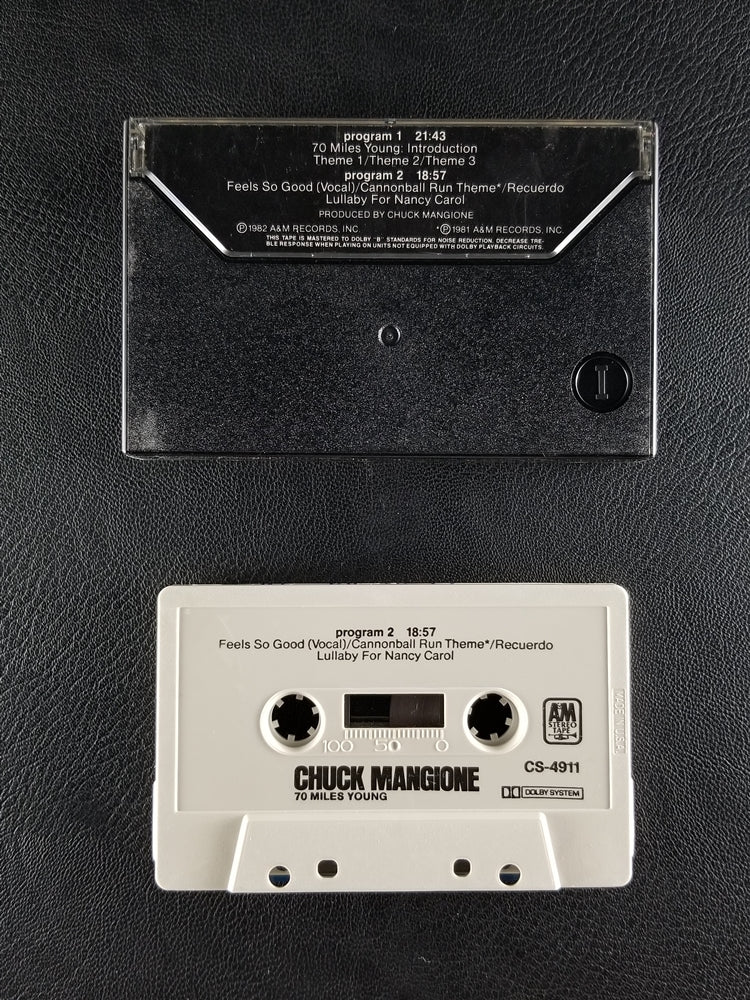 program 1 21:43
70 Miles Young: Introduction
Theme 1/Theme 2/Theme 3
program 2 18:57
Feels So Good (Vocal)/Cannonball Run Theme*/Recuerdo
Lullaby For Nancy Carol
PRODUCED BY CHUCK MANGIONE
Ⓟ1982 A&M RECORDS, INC. *Ⓟ1981 A&M RECORDS, INC.
THIS TAPE IS MASTERED TO DOLBY "B" STANDARDS FOR NOISE REDUCTION. DECREASE TRE-
BLE RESPONSE WHEN PLAYING ON UNITS NOT EQUIPPED WITH DOLBY PLAYBACK CIRCUITS.
I
program 2 18:57
Feels So Good (Vocal)/Cannonball Run Theme*/Recuerdo
Lullaby For Nancy Carol
MADE IN U.S.A.
A&M
STEREO
TAPE
100 50 0
CS-4911
CHUCK MANGIONE
70 MILES YOUNG
DOLBY SYSTEM